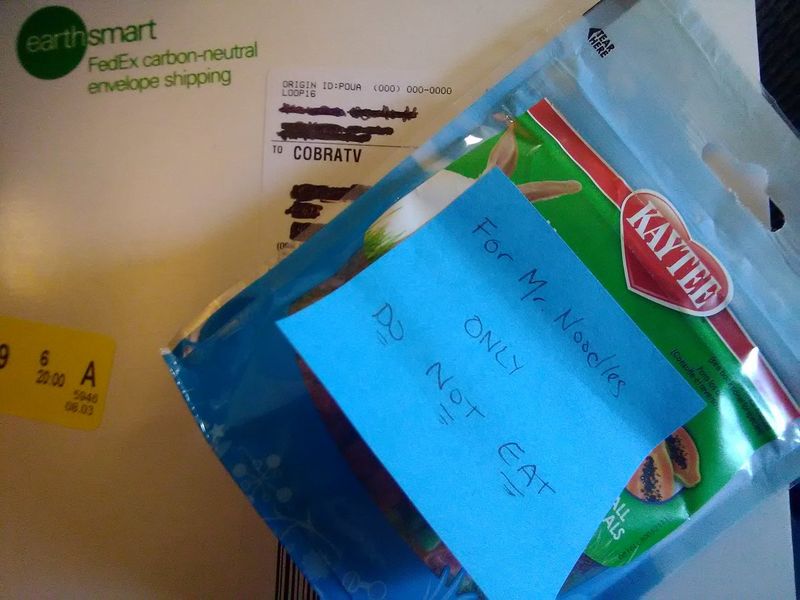 earthsmart
FedEx carbon-neutral
envelope shipping
ORIGIN ID:POUA (000) 000-0000
LOOP16
TO COBRATV
TEAR
HERE
KAYTEE
For Mr. Noodles
ONLY
DO NOT EAT
9 6 A
20:00
5946
08.03